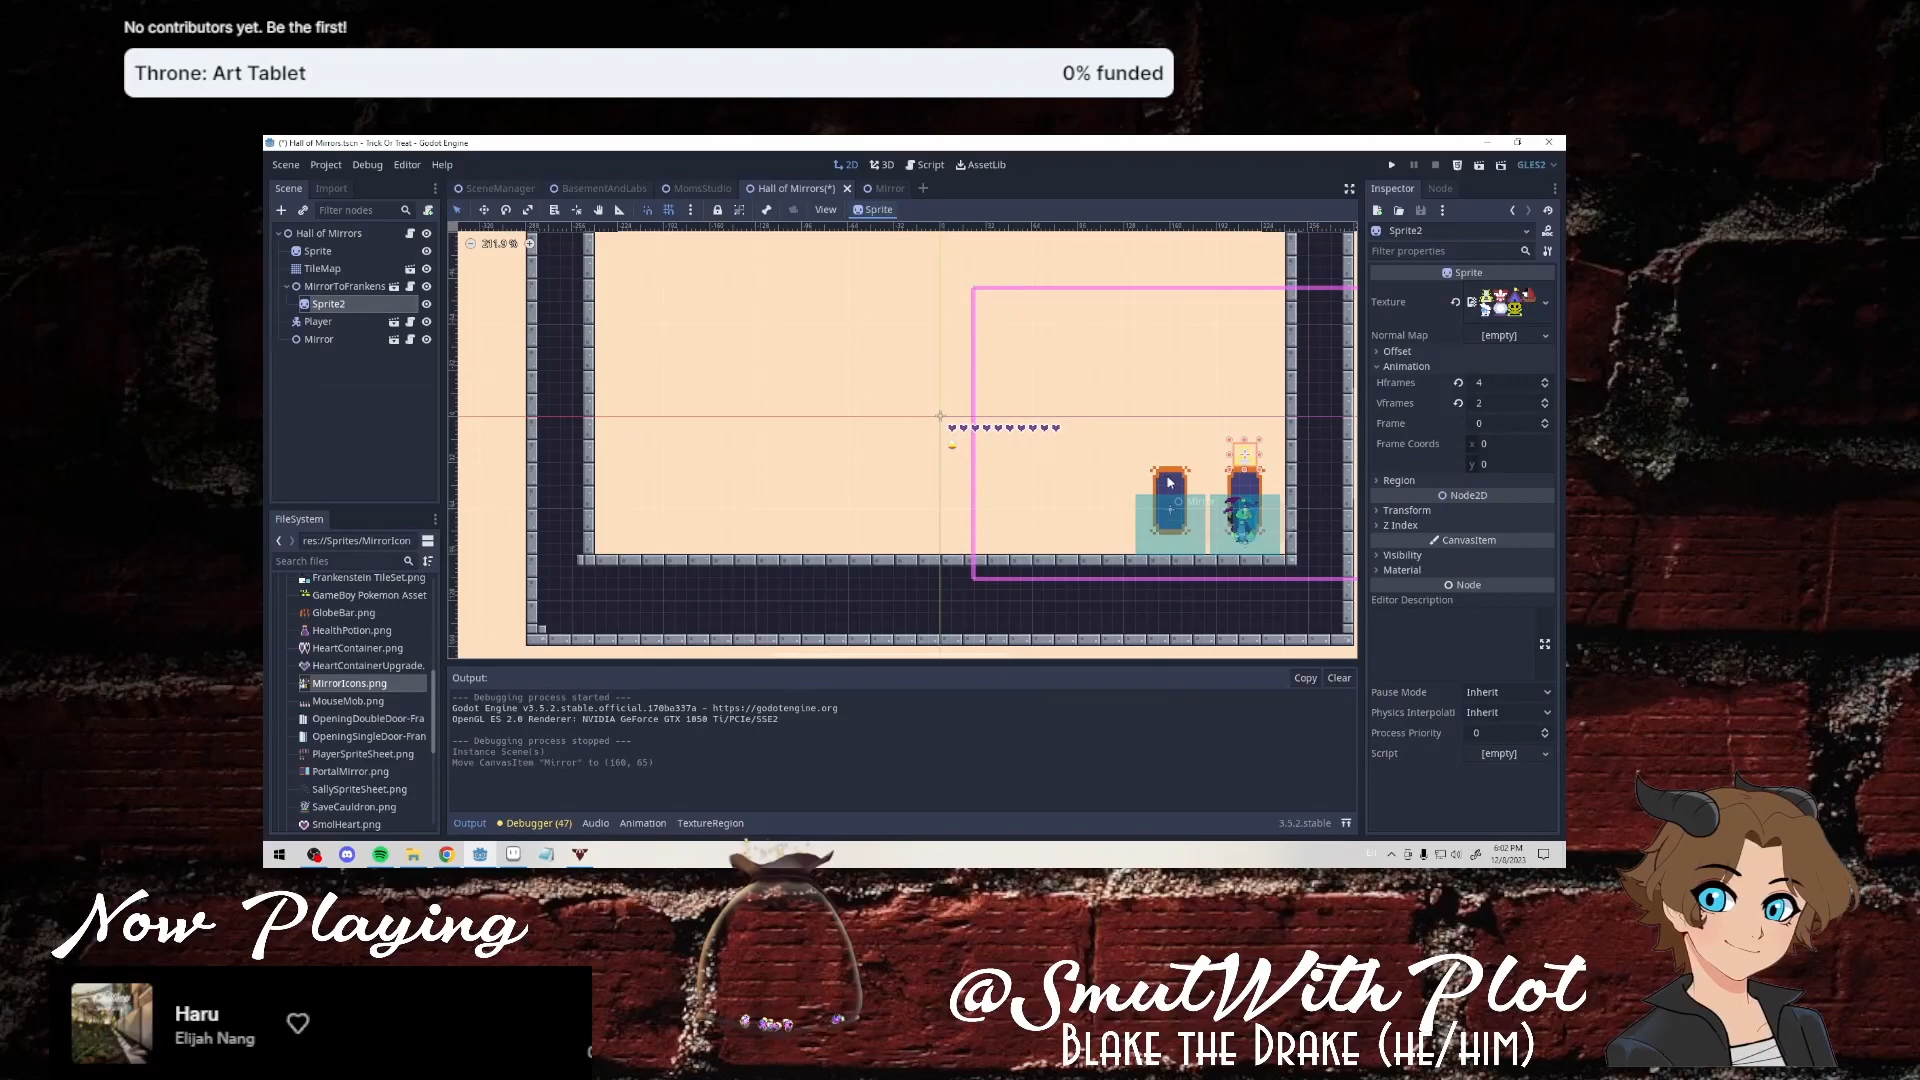 No contributors yet. Be the first!
Throne: Art Tablet
0% funded
(*) Hall of Mirrors.tscn - Trick Or Treat - Godot Engine
Scene Project Debug Editor Help
2D 3D Script AssetLib
GLES2
Scene Import
SceneManager BasementAndLabs MomsStudio Hall of Mirrors(*) Mirror
Inspector Node
Filter nodes
View Sprite
211.9 %
Hall of Mirrors
Sprite
TileMap
MirrorToFrankens
Sprite2
Player
Mirror
Mirror
Sprite2
Filter properties
Sprite
Texture
Normal Map [empty]
Offset
Animation
Hframes 4
Vframes 2
Frame 0
Frame Coords x 0
y 0
Region
Node2D
Transform
Z Index
CanvasItem
Visibility
Material
Node
Editor Description
Pause Mode Inherit
Physics Interpolati Inherit
Process Priority 0
Script [empty]
FileSystem
res://Sprites/MirrorIcon
Search files
Frankenstein TileSet.png
GameBoy Pokemon Asset
GlobeBar.png
HealthPotion.png
HeartContainer.png
HeartContainerUpgrade.
MirrorIcons.png
MouseMob.png
OpeningDoubleDoor-Fra
OpeningSingleDoor-Fran
PlayerSpriteSheet.png
PortalMirror.png
SallySpriteSheet.png
SaveCauldron.png
SmolHeart.png
Output:
Copy Clear
--- Debugging process started ---
Godot Engine v3.5.2.stable.official.170ba337a - https://godotengine.org
OpenGL ES 2.0 Renderer: NVIDIA GeForce GTX 1050 Ti/PCIe/SSE2
--- Debugging process stopped ---
Instance Scene(s)
Move CanvasItem "Mirror" to (160, 65)
Output Debugger (47) Audio Animation TextureRegion
3.5.2.stable
6:02 PM
12/8/2023
Now Playing
Haru
Elijah Nang
@SmutWithPlot
Blake the Drake (he/him)